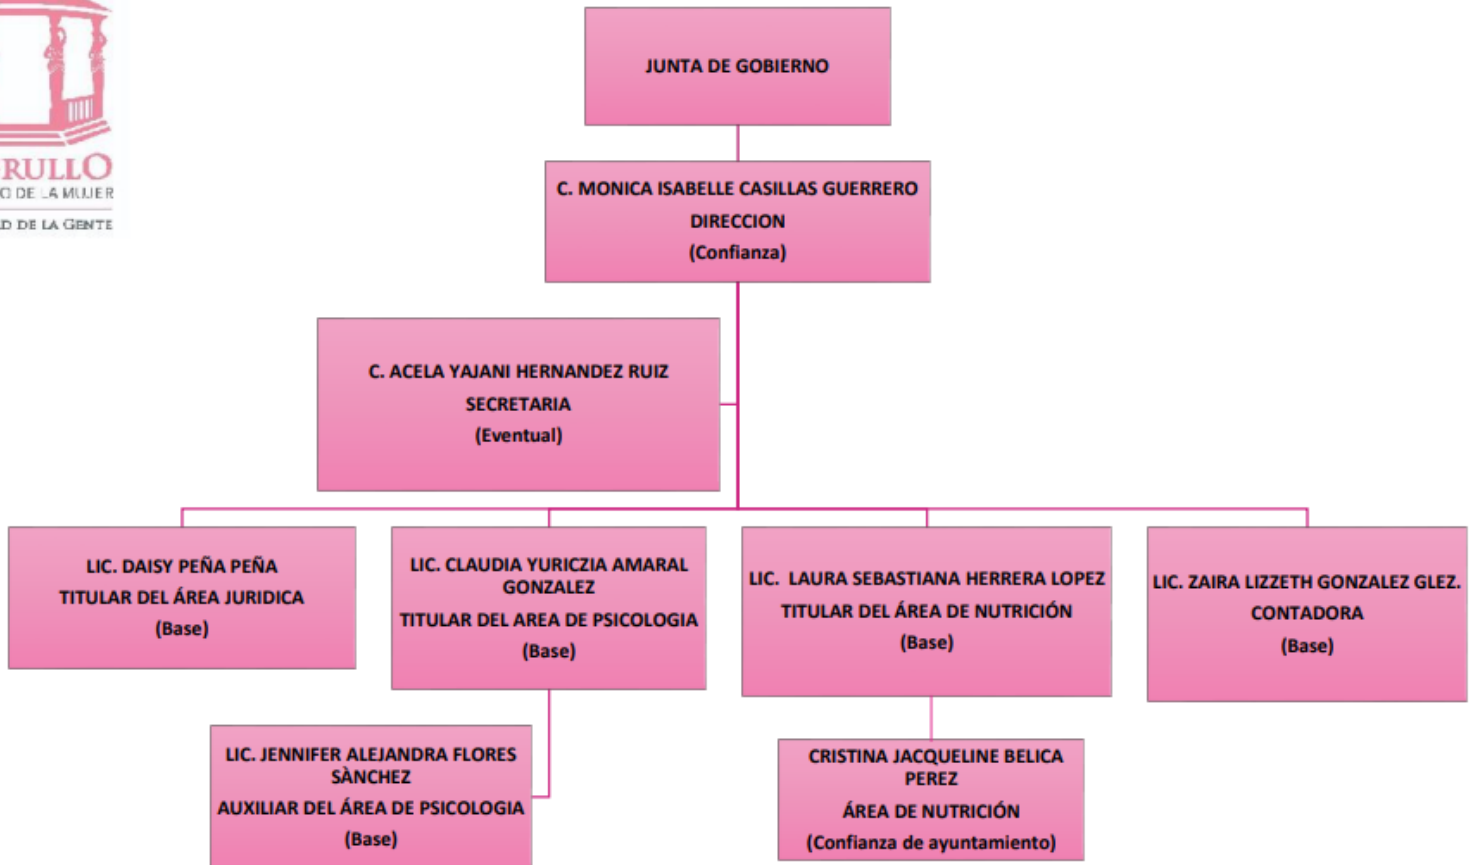 RULLO
O DE LA MUJER
D DE LA GENTE
JUNTA DE GOBIERNO
C. MONICA ISABELLE CASILLAS GUERRERO
DIRECCION
(Confianza)
C. ACELA YAJANI HERNANDEZ RUIZ
SECRETARIA
(Eventual)
LIC. DAISY PEÑA PEÑA
TITULAR DEL ÁREA JURIDICA
(Base)
LIC. CLAUDIA YURICZIA AMARAL
GONZALEZ
TITULAR DEL AREA DE PSICOLOGIA
(Base)
LIC. LAURA SEBASTIANA HERRERA LOPEZ
TITULAR DEL ÁREA DE NUTRICIÓN
(Base)
LIC. ZAIRA LIZZETH GONZALEZ GLEZ.
CONTADORA
(Base)
LIC. JENNIFER ALEJANDRA FLORES
SÀNCHEZ
AUXILIAR DEL ÁREA DE PSICOLOGIA
(Base)
CRISTINA JACQUELINE BELICA
PEREZ
ÁREA DE NUTRICIÓN
(Confianza de ayuntamiento)